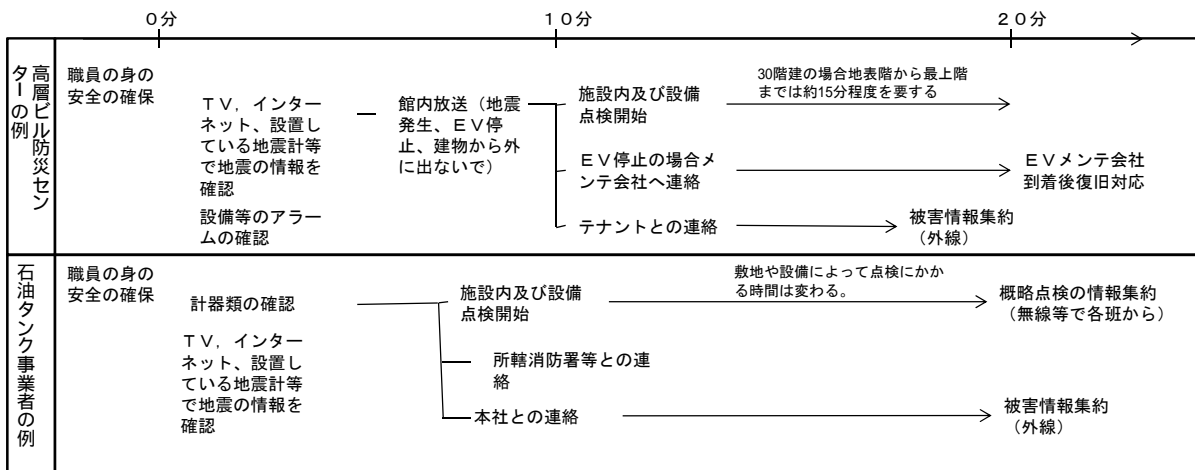 ０分
１０分
２０分
高層ビル防災セン
ターの例
職員の身の
安全の確保
ＴＶ，インター
ネット、設置し
ている地震計等
で地震の情報を
確認
設備等のアラー
ムの確認
館内放送（地震
発生、ＥＶ停
止、建物から外
に出ないで）
施設内及び設備
点検開始
30階建の場合地表階から最上階
までは約15分程度を要する
ＥＶ停止の場合メ
ンテ会社へ連絡
ＥＶメンテ会社
到着後復旧対応
テナントとの連絡
被害情報集約
（外線）
石油タンク事業者の例
職員の身の
安全の確保
計器類の確認
ＴＶ，インター
ネット、設置し
ている地震計等
で地震の情報を
確認
施設内及び設備
点検開始
敷地や設備によって点検にかか
る時間は変わる。
概略点検の情報集約
（無線等で各班から）
所轄消防署等との連
絡
本社との連絡
被害情報集約
（外線）